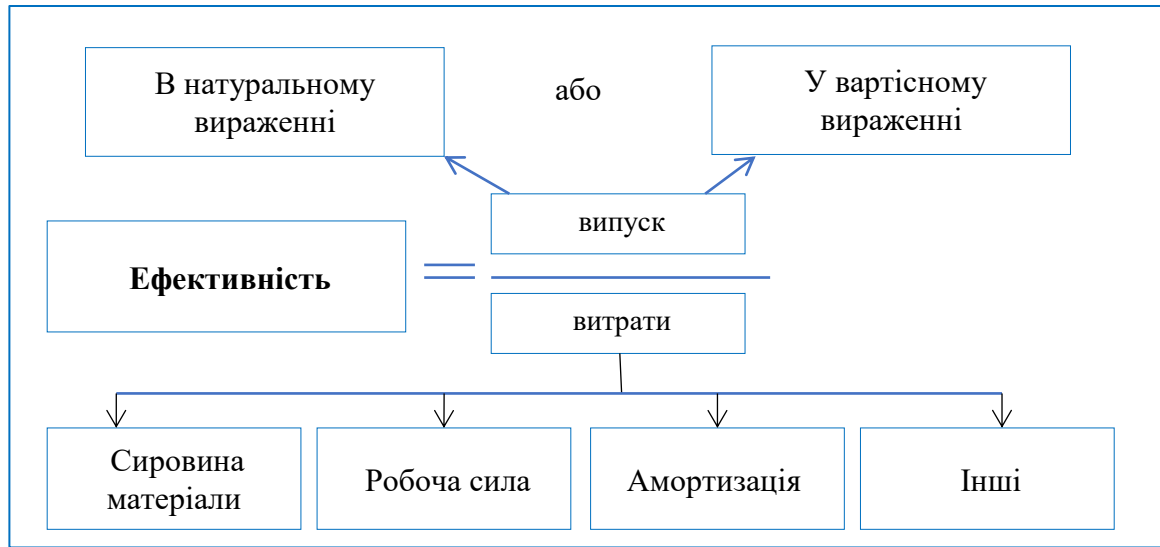 В натуральному
вираженні
або
У вартісному
вираженні
випуск
Ефективність
витрати
Сировина
матеріали
Робоча сила
Амортизація
Інші